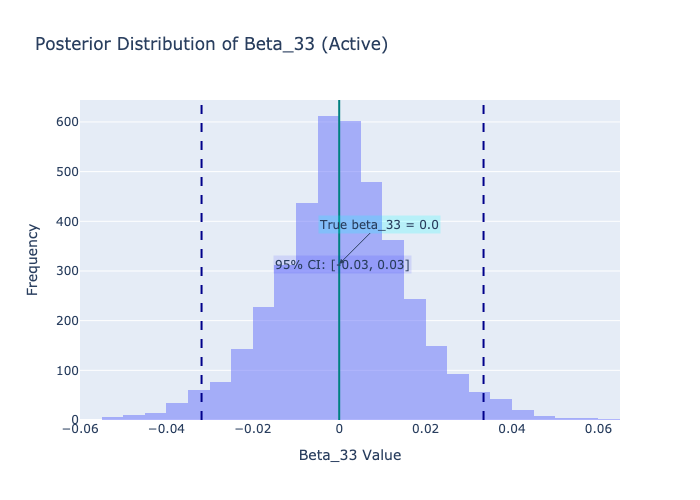 Posterior Distribution of Beta_33 (Active)
Frequency
600
500
400
300
200
100
0
True beta_33 = 0.0
95% CI: [-0.03, 0.03]
−0.06 −0.04 −0.02 0 0.02 0.04 0.06
Beta_33 Value